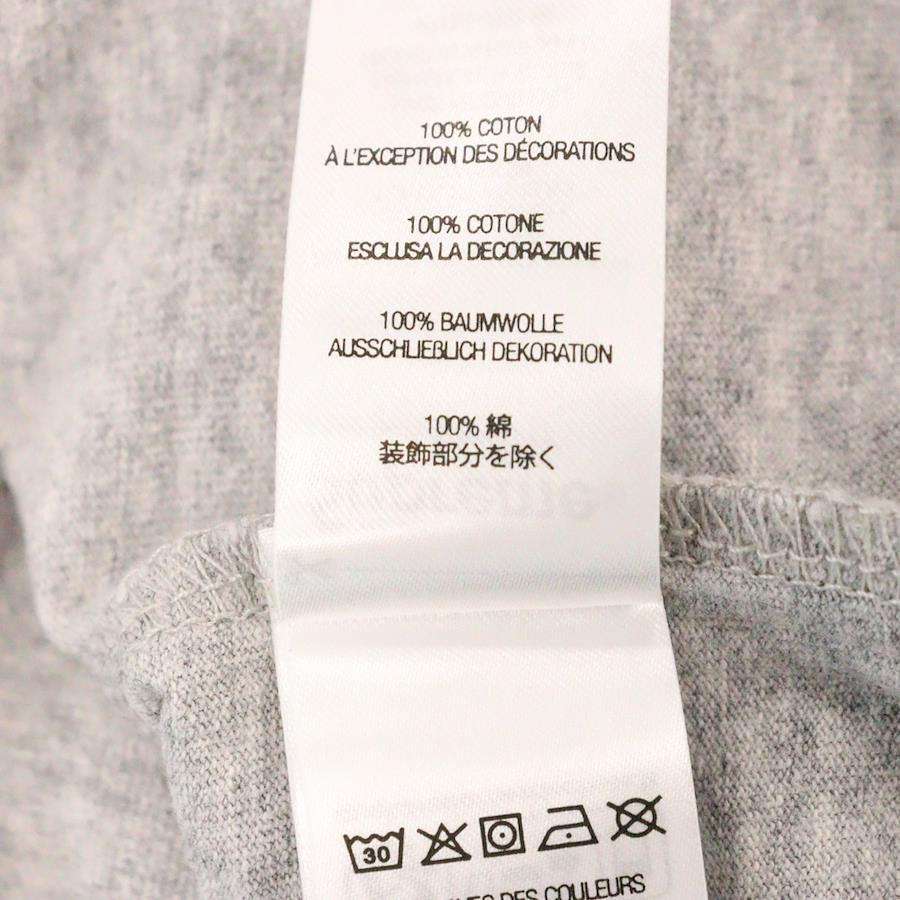 100% COTON
À L'EXCEPTION DES DÉCORATIONS
100% COTONE
ESCLUSA LA DECORAZIONE
100% BAUMWOLLE
AUSSCHLIEßLICH DEKORATION
100% 綿
装飾部分を除く
30
DES COULEURS